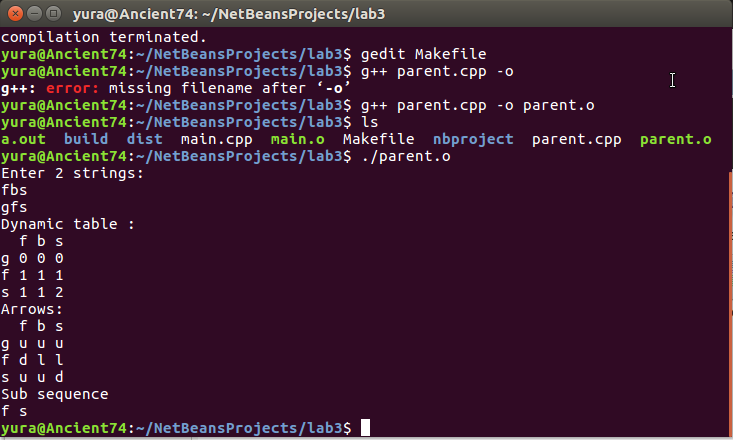 yura@Ancient74: ~/NetBeansProjects/lab3
compilation terminated.
yura@Ancient74:~/NetBeansProjects/lab3$ gedit Makefile
yura@Ancient74:~/NetBeansProjects/lab3$ g++ parent.cpp -o
g++: error: missing filename after ‘-o’
yura@Ancient74:~/NetBeansProjects/lab3$ g++ parent.cpp -o parent.o
yura@Ancient74:~/NetBeansProjects/lab3$ ls
a.out  build  dist  main.cpp  main.o  Makefile  nbproject  parent.cpp  parent.o
yura@Ancient74:~/NetBeansProjects/lab3$ ./parent.o
Enter 2 strings:
fbs
gfs
Dynamic table :
  f b s
g 0 0 0
f 1 1 1
s 1 1 2
Arrows:
  f b s
g u u u
f d l l
s u u d
Sub sequence
f s
yura@Ancient74:~/NetBeansProjects/lab3$